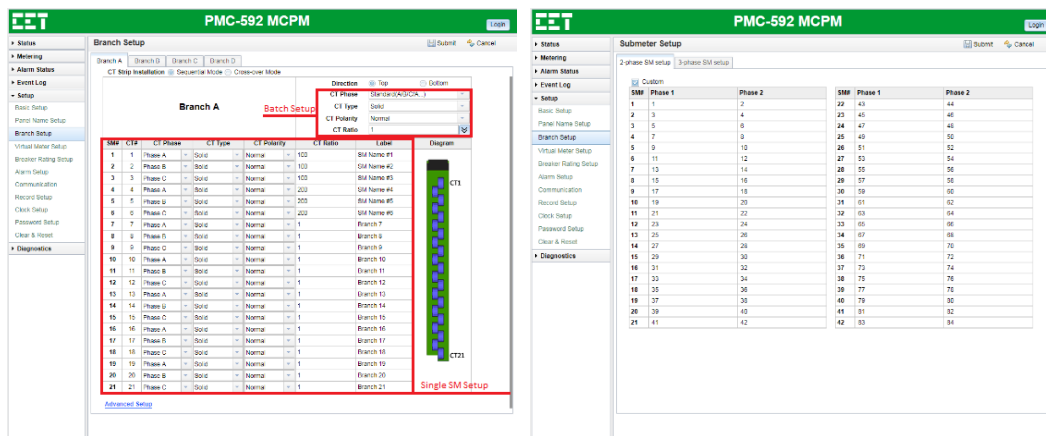 CET PMC-592 MCPM Login
Status
Metering
Alarm Status
Event Log
Setup
Basic Setup
Panel Name Setup
Branch Setup
Virtual Meter Setup
Breaker Rating Setup
Alarm Setup
Communication
Record Setup
Clock Setup
Password Setup
Clear & Reset
Diagnostics
Branch Setup Submit Cancel
Branch A Branch B Branch C Branch D
CT Strip Installation Sequential Mode Cross-over Mode
Direction Top Bottom
CT Phase Standard(A/B/C/A...)
CT Type Solid
CT Polarity Normal
CT Ratio 1
Branch A
Batch Setup
SM# CT# CT Phase CT Type CT Polarity CT Ratio Label Diagram
1 1 Phase A Solid Normal 100 SM Name #1
2 2 Phase B Solid Normal 100 SM Name #2
3 3 Phase C Solid Normal 100 SM Name #3
4 4 Phase A Solid Normal 200 SM Name #4
5 5 Phase B Solid Normal 200 SM Name #5
6 6 Phase C Solid Normal 200 SM Name #6
7 7 Phase A Solid Normal 1 Branch 7
8 8 Phase B Solid Normal 1 Branch 8
9 9 Phase C Solid Normal 1 Branch 9
10 10 Phase A Solid Normal 1 Branch 10
11 11 Phase B Solid Normal 1 Branch 11
12 12 Phase C Solid Normal 1 Branch 12
13 13 Phase A Solid Normal 1 Branch 13
14 14 Phase B Solid Normal 1 Branch 14
15 15 Phase C Solid Normal 1 Branch 15
16 16 Phase A Solid Normal 1 Branch 16
17 17 Phase B Solid Normal 1 Branch 17
18 18 Phase C Solid Normal 1 Branch 18
19 19 Phase A Solid Normal 1 Branch 19
20 20 Phase B Solid Normal 1 Branch 20
21 21 Phase C Solid Normal 1 Branch 21
CT1
CT21
Single SM Setup
Advanced Setup
CET PMC-592 MCPM Login
Status
Metering
Alarm Status
Event Log
Setup
Basic Setup
Panel Name Setup
Branch Setup
Virtual Meter Setup
Breaker Rating Setup
Alarm Setup
Communication
Record Setup
Clock Setup
Password Setup
Clear & Reset
Diagnostics
Submeter Setup Submit Cancel
2-phase SM setup 3-phase SM setup
Custom
SM# Phase 1 Phase 2 SM# Phase 1 Phase 2
1 1 2 22 43 44
2 3 4 23 45 46
3 5 6 24 47 48
4 7 8 25 49 50
5 9 10 26 51 52
6 11 12 27 53 54
7 13 14 28 55 56
8 15 16 29 57 58
9 17 18 30 59 60
10 19 20 31 61 62
11 21 22 32 63 64
12 23 24 33 65 66
13 25 26 34 67 68
14 27 28 35 69 70
15 29 30 36 71 72
16 31 32 37 73 74
17 33 34 38 75 76
18 35 36 39 77 78
19 37 38 40 79 80
20 39 40 41 81 82
21 41 42 42 83 84